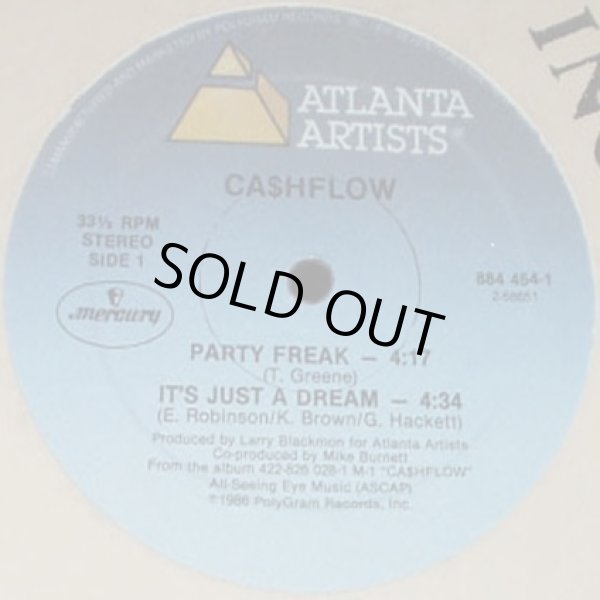 ING
ATLANTA
ARTISTS
CA$HFLOW
33⅓ RPM
STEREO
SIDE 1
mercury
884 454-1
2-68651
SOLD OUT
PARTY FREAK – 4:17
(T. Greene)
IT'S JUST A DREAM – 4:34
(E. Robinson/K. Brown/G. Hackett)
Produced by Larry Blackmon for Atlanta Artists
Co-produced by Mike Burnett
From the album 422-826 028-1 M-1 "CA$HFLOW"
All-Seeing Eye Music (ASCAP)
℗1986 PolyGram Records, Inc.